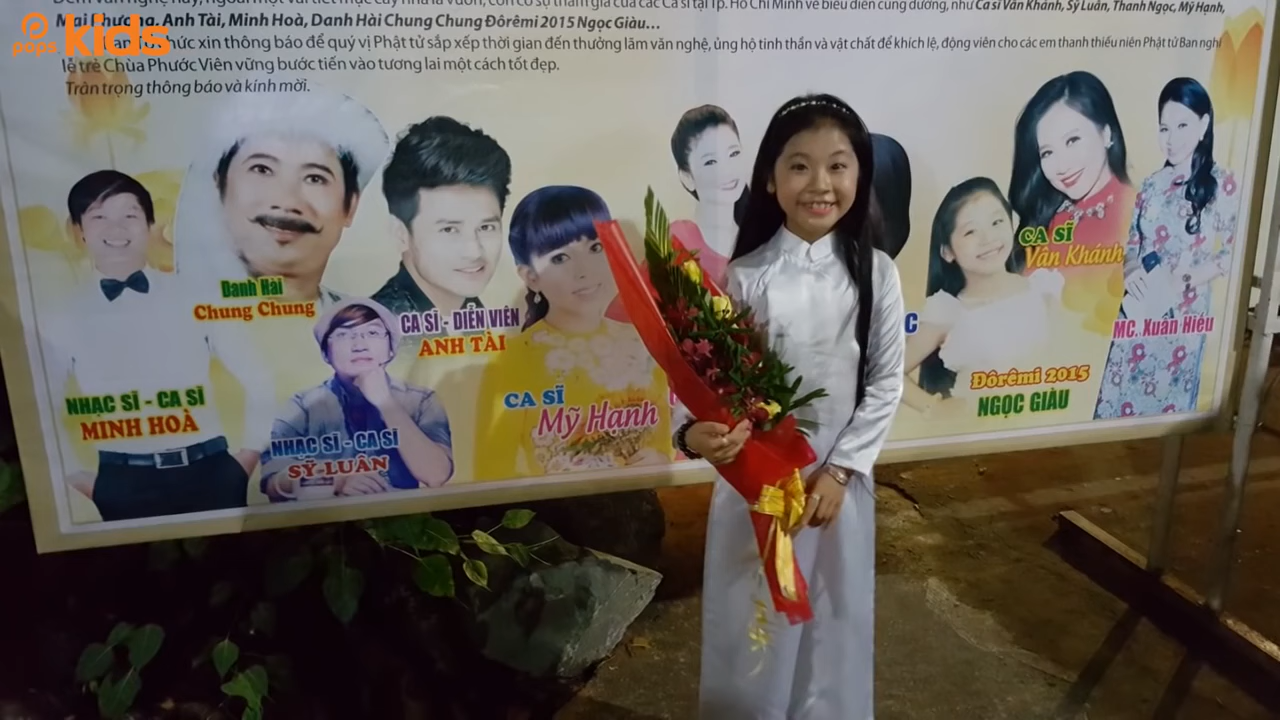 Đêm văn nghệ này, ngoài một vài tiết mục cây nhà lá vườn, còn có sự tham gia của các Ca sĩ tại Tp. Hồ Chí Minh về biểu diễn cúng dường, như Ca sĩ Vân Khánh, Sỹ Luân, Thanh Ngọc, Mỹ Hạnh,
Mai Phương, Anh Tài, Minh Hoà, Danh Hài Chung Chung Đôrêmi 2015 Ngọc Giàu...
chức xin thông báo để quý vị Phật tử sắp xếp thời gian đến thưởng lãm văn nghệ, ủng hộ tinh thần và vật chất để khích lệ, động viên cho các em thanh thiếu niên Phật tử Ban nghi
lễ trẻ Chùa Phước Viên vững bước tiến vào tương lai một cách tốt đẹp.
Trân trọng thông báo và kính mời.
pops kids
Danh Hài
Chung Chung
CA SĨ - DIỄN VIÊN
ANH TÀI
CA SĨ
Vân Khánh
MC. Xuân Hiếu
C
NHẠC SĨ - CA SĨ
MINH HOÀ
NHẠC SĨ - CA SĨ
SỸ LUÂN
CA SĨ
Mỹ Hạnh
Đôrêmi 2015
NGỌC GIÀU